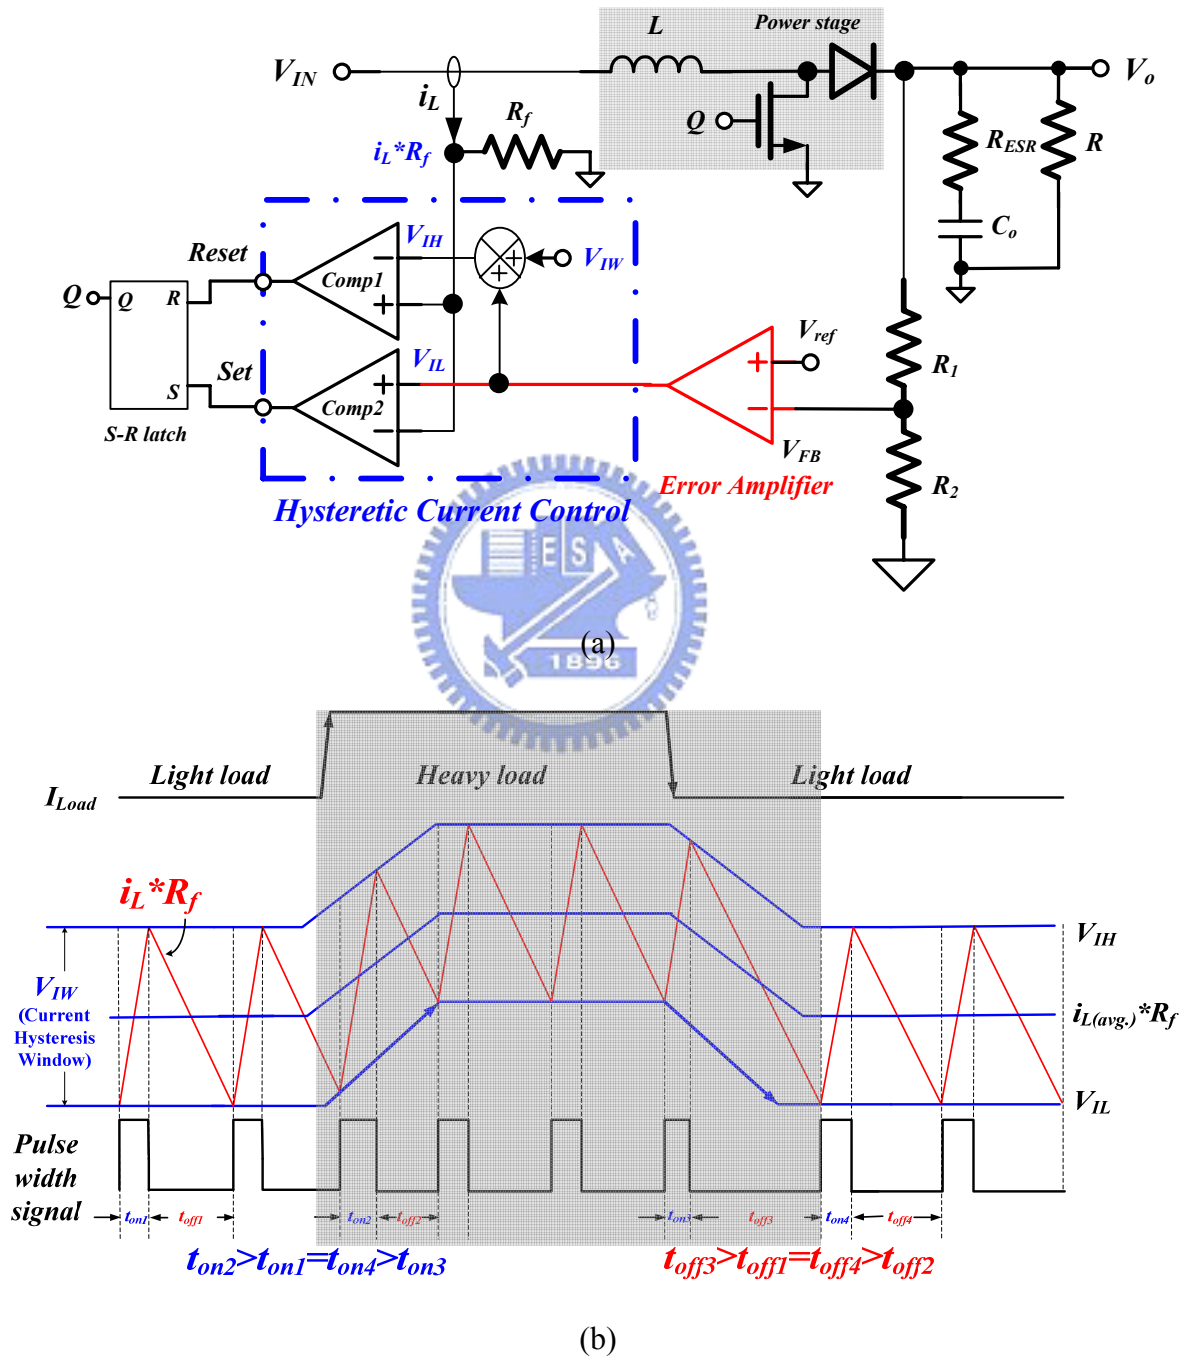 Power stage
L
V_IN
V_o
i_L
R_f
Q
R_ESR
R
i_L*R_f
C_o
V_IH
V_IW
Reset
Comp1
Q
Q
R
V_ref
V_IL
R_1
Set
S
Comp2
S-R latch
V_FB
R_2
Error Amplifier
Hysteretic Current Control
E S A
1896
(a)
Light load
Heavy load
Light load
I_Load
i_L*R_f
V_IH
V_IW
(Current
Hysteresis
Window)
i_L(avg.)*R_f
V_IL
Pulse
width
signal
t_on1
t_off1
t_on2
t_off2
t_on3
t_off3
t_on4
t_off4
t_on2>t_on1=t_on4>t_on3
t_off3>t_off1=t_off4>t_off2
(b)